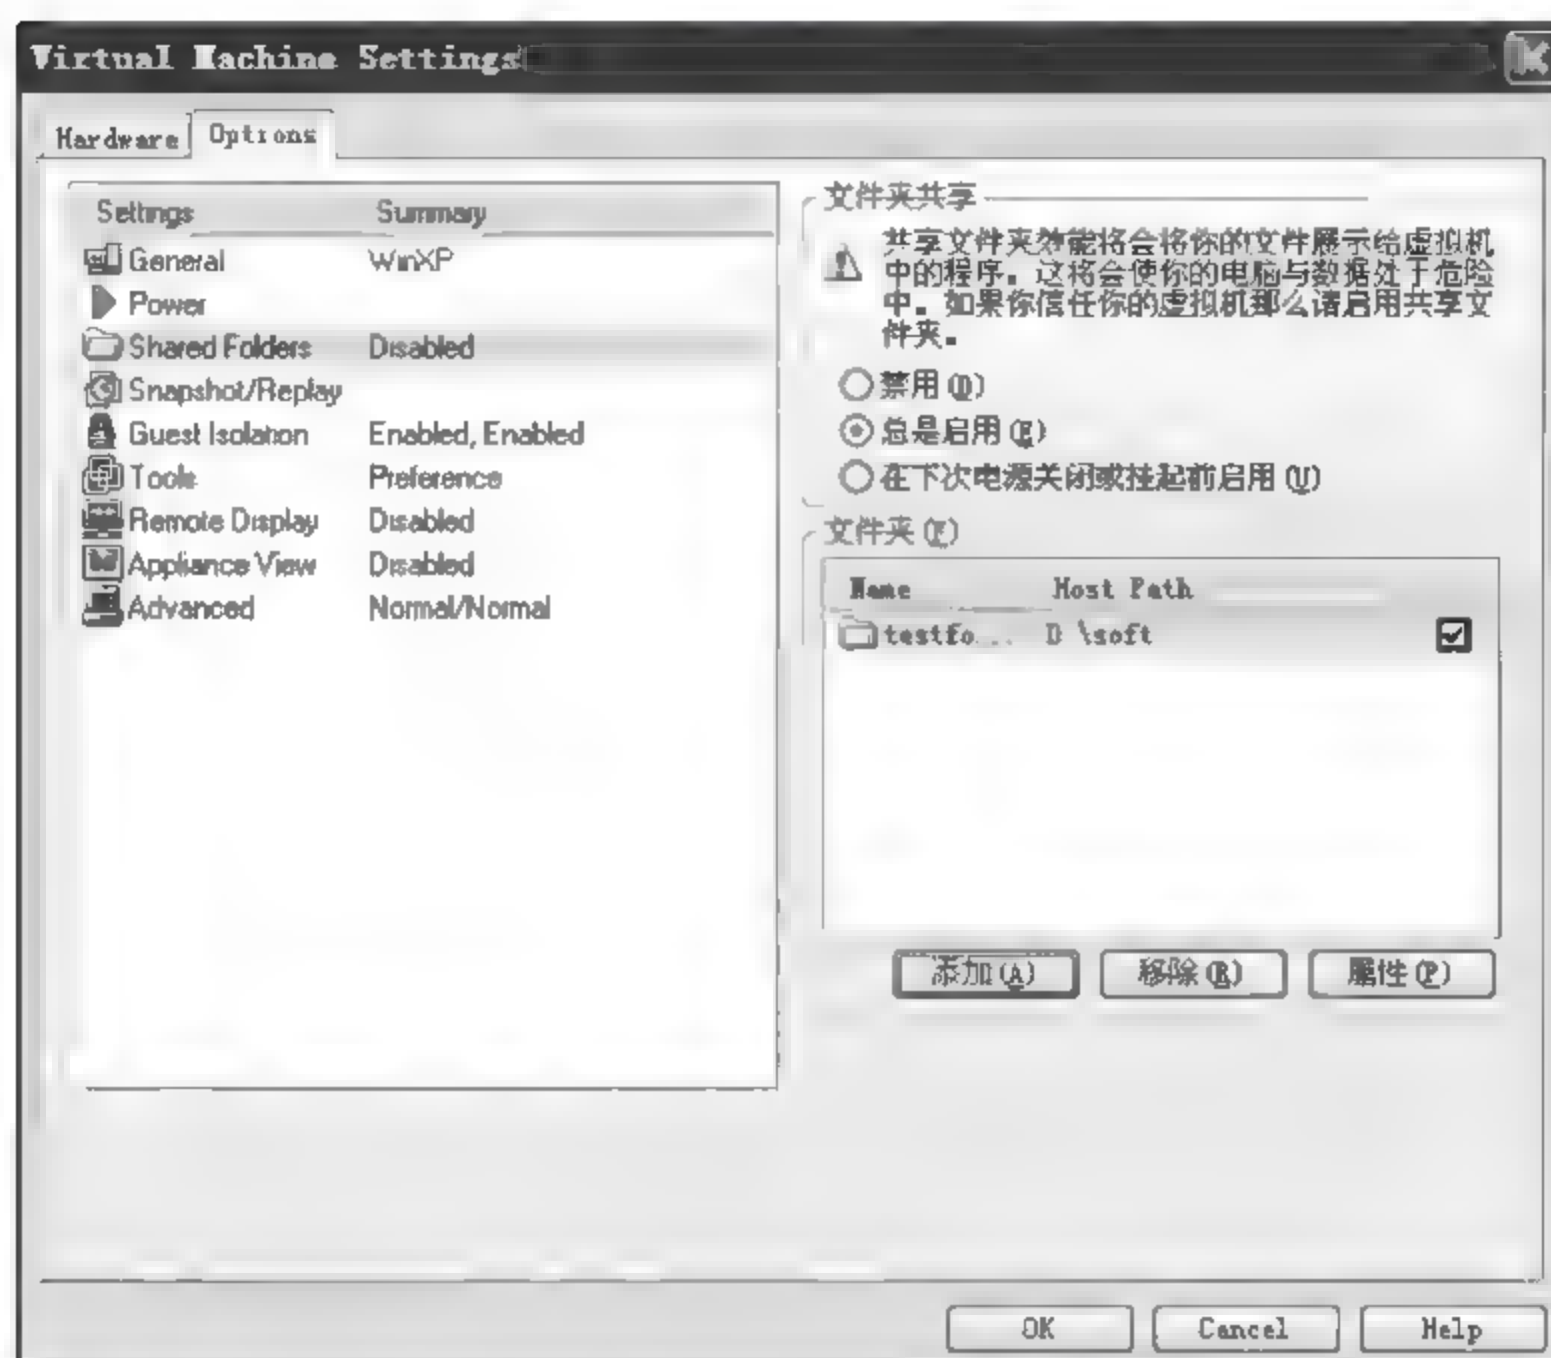 Virtual Machine Settings
Hardware Options
Settings Summary
General WinXP
Power
Shared Folders Disabled
Snapshot/Replay
Guest Isolation Enabled, Enabled
Tools Preference
Remote Display Disabled
Appliance View Disabled
Advanced Normal/Normal
文件夹共享
共享文件夹效能将会将你的文件展示给虚拟机
中的程序。这将会使你的电脑与数据处于危险
中。如果你信任你的虚拟机那么请启用共享文
件夹。
禁用(D)
总是启用(E)
在下次电源关闭或挂起前启用(U)
文件夹(F)
Name Host Path
testfo... D \soft
添加(A) 移除(R) 属性(P)
OK Cancel Help